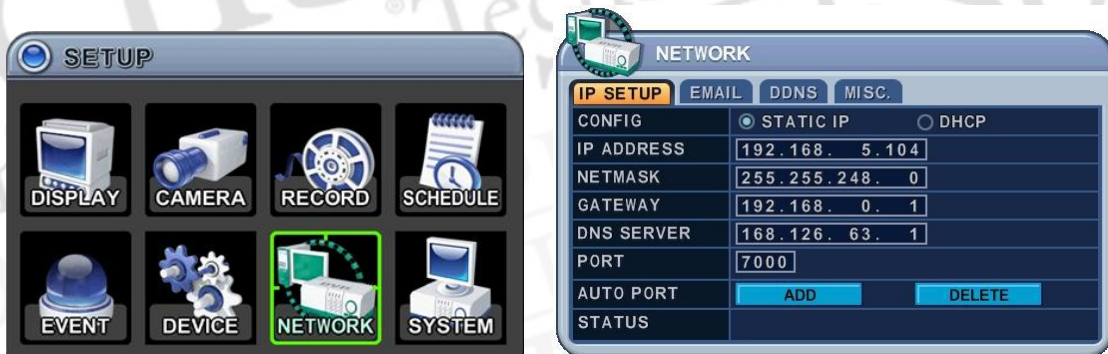 SETUP
DISPLAY CAMERA RECORD SCHEDULE
EVENT DEVICE NETWORK SYSTEM
NETWORK
IP SETUP EMAIL DDNS MISC.
CONFIG STATIC IP DHCP
IP ADDRESS 192.168. 5.104
NETMASK 255.255.248. 0
GATEWAY 192.168. 0. 1
DNS SERVER 168.126. 63. 1
PORT 7000
AUTO PORT ADD DELETE
STATUS